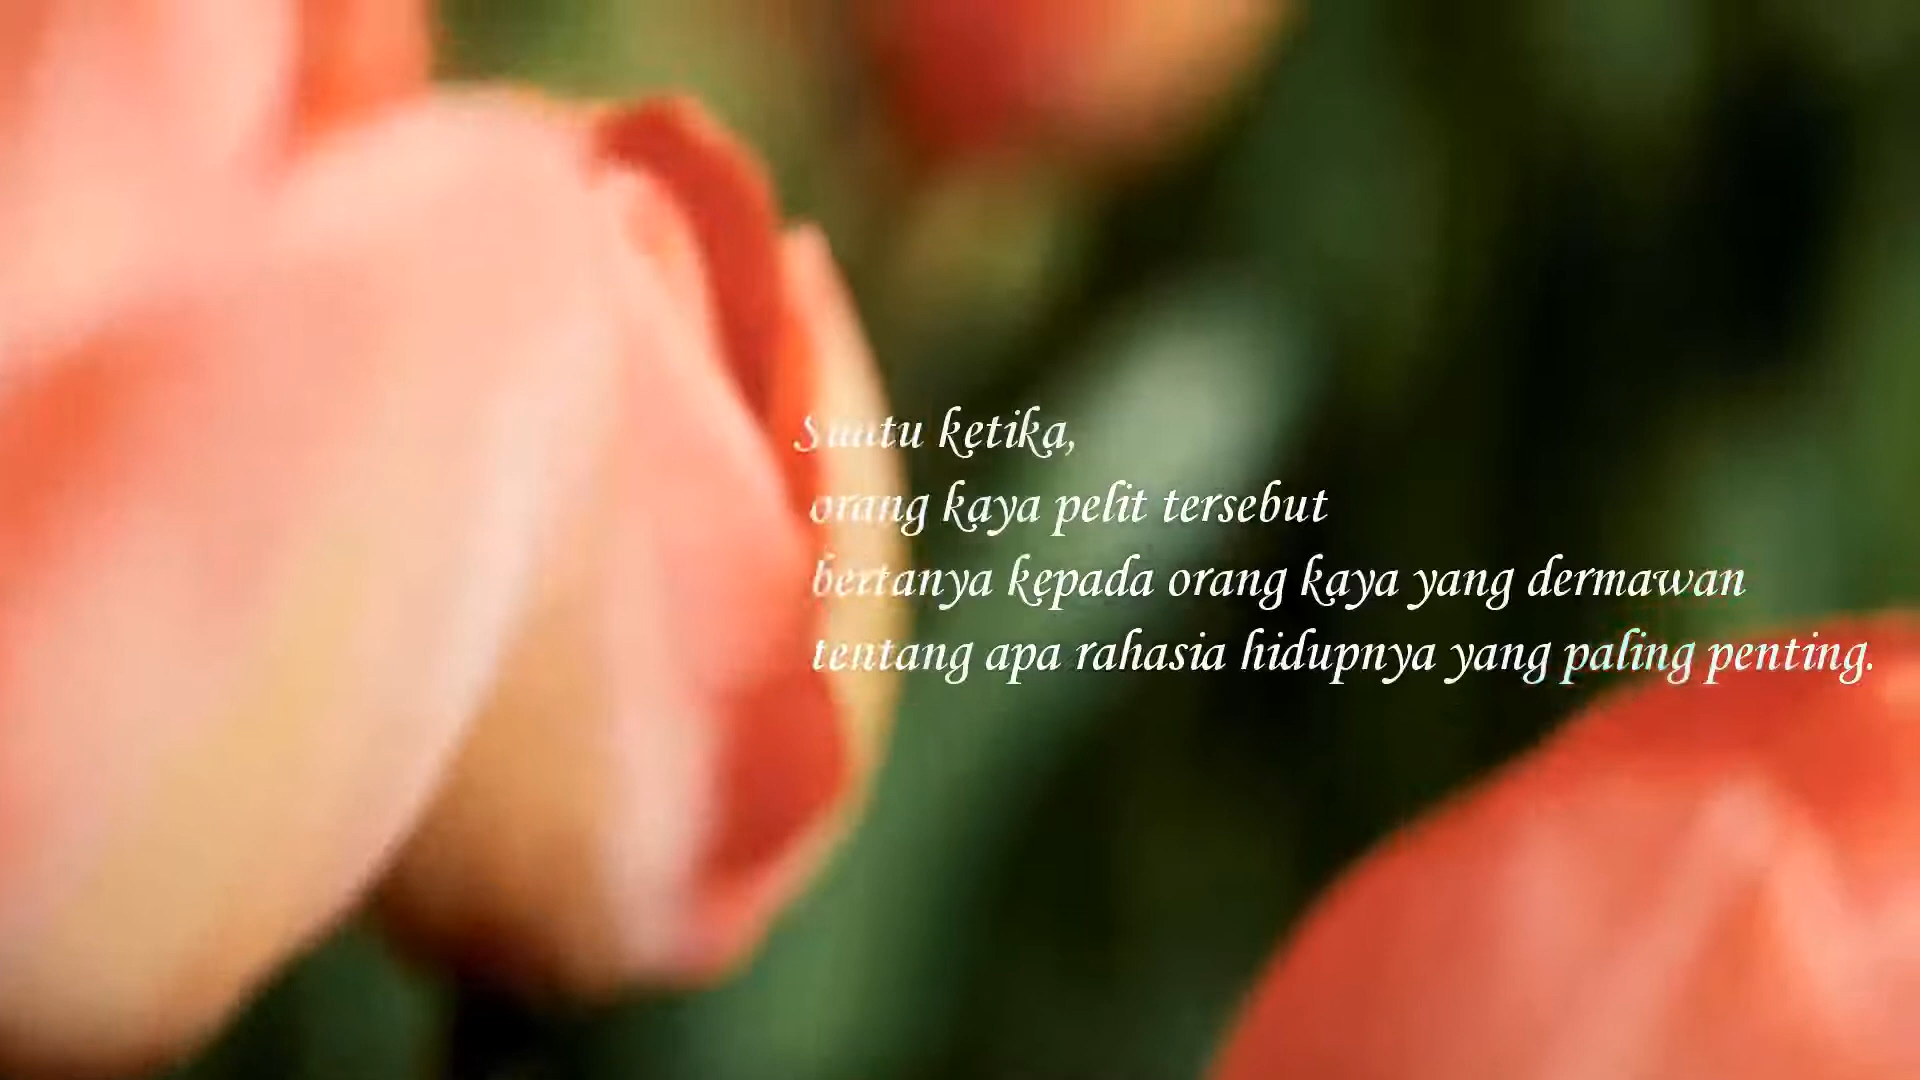 Suatu ketika,
orang kaya pelit tersebut
bertanya kepada orang kaya yang dermawan
tentang apa rahasia hidupnya yang paling penting.